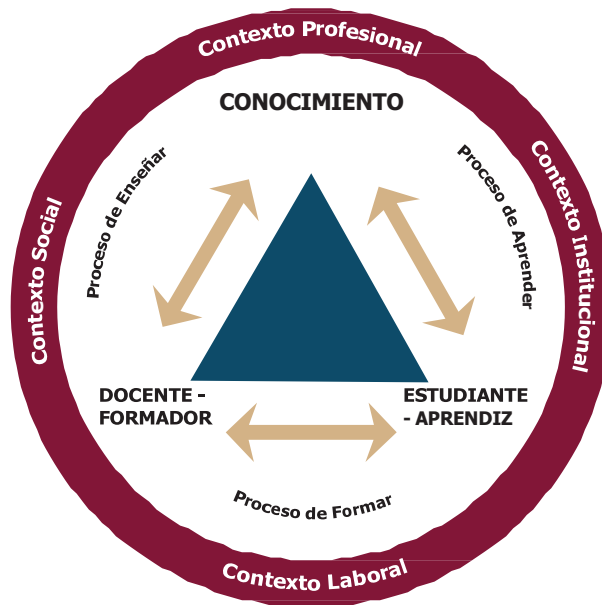 Contexto Profesional
CONOCIMIENTO
Proceso de Enseñar
Proceso de Aprender
Contexto Social
Contexto Institucional
DOCENTE -
FORMADOR
ESTUDIANTE
- APRENDIZ
Proceso de Formar
Contexto Laboral